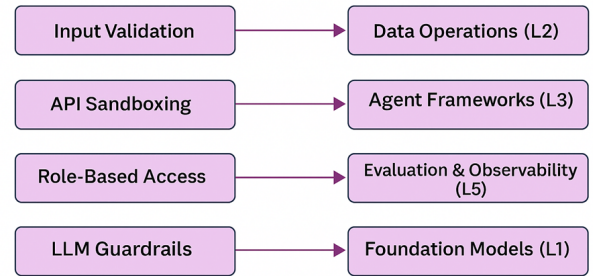 Input Validation
Data Operations (L2)
API Sandboxing
Agent Frameworks (L3)
Role-Based Access
Evaluation & Observability
(L5)
LLM Guardrails
Foundation Models (L1)